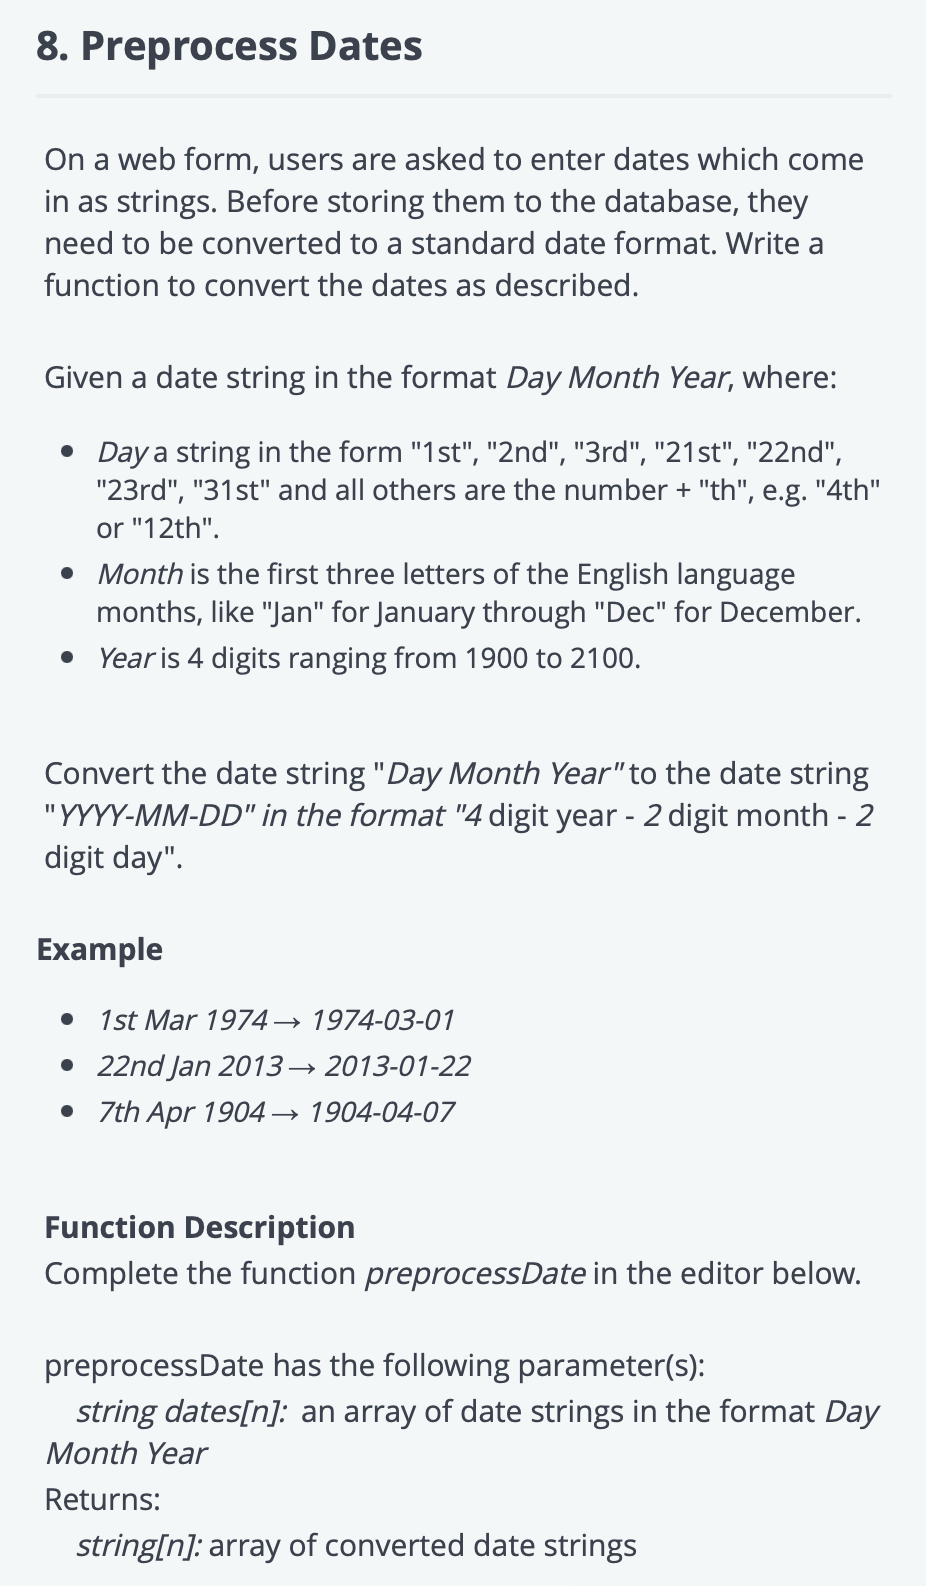 8. Preprocess Dates
On a web form, users are asked to enter dates which come
in as strings. Before storing them to the database, they
need to be converted to a standard date format. Write a
function to convert the dates as described.
Given a date string in the format Day Month Year, where:
• Day a string in the form "1st", "2nd", "3rd", "21st", "22nd",
"23rd", "31st" and all others are the number + "th", e.g. "4th"
or "12th".
• Month is the first three letters of the English language
months, like "Jan" for January through "Dec" for December.
• Year is 4 digits ranging from 1900 to 2100.
Convert the date string "Day Month Year" to the date string
"YYYY-MM-DD" in the format "4 digit year - 2 digit month - 2
digit day".
Example
• 1st Mar 1974 → 1974-03-01
• 22nd Jan 2013 → 2013-01-22
• 7th Apr 1904 → 1904-04-07
Function Description
Complete the function preprocessDate in the editor below.
preprocessDate has the following parameter(s):
string dates[n]: an array of date strings in the format Day
Month Year
Returns:
string[n]: array of converted date strings